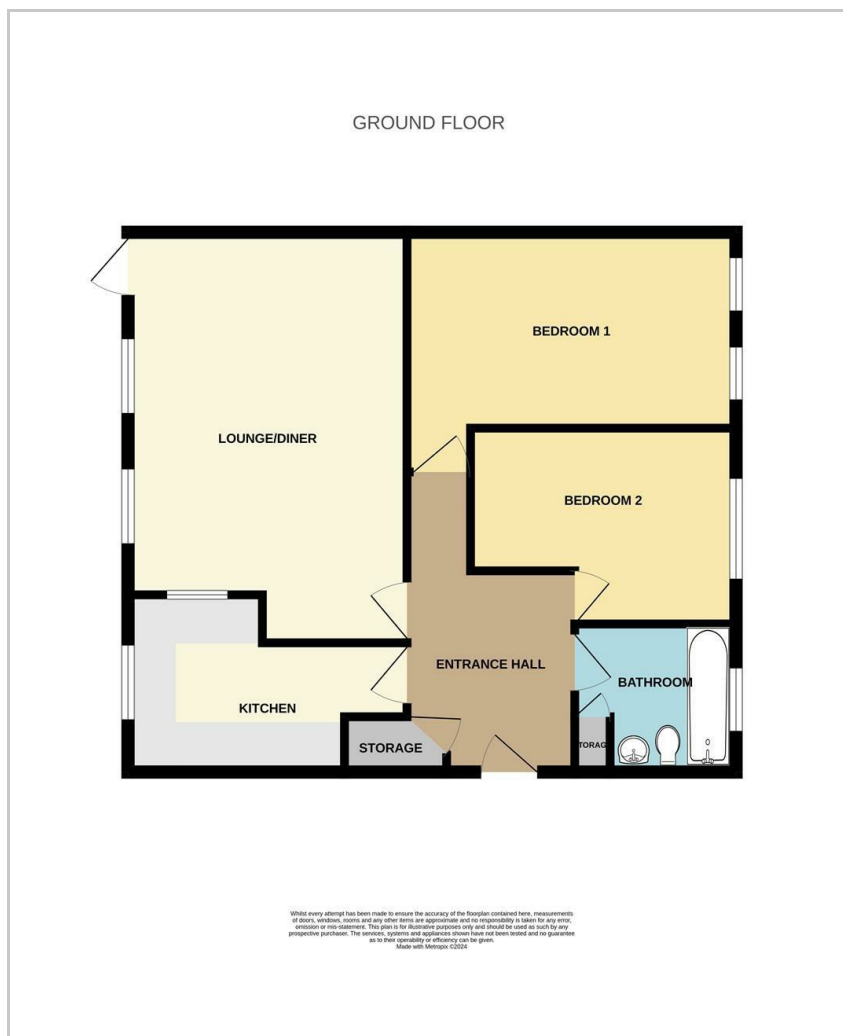 GROUND FLOOR
BEDROOM 1
LOUNGE/DINER
BEDROOM 2
ENTRANCE HALL
BATHROOM
KITCHEN
STORAGE
TORAG
Whilst every attempt has been made to ensure the accuracy of the floorplan contained here, measurements
of doors, windows, rooms and any other items are approximate and no responsibility is taken for any error,
omission or mis-statement. This plan is for illustrative purposes only and should be used as such by any
prospective purchaser. The services, systems and appliances shown have not been tested and no guarantee
as to their operability or efficiency can be given.
Made with Metropix ©2024